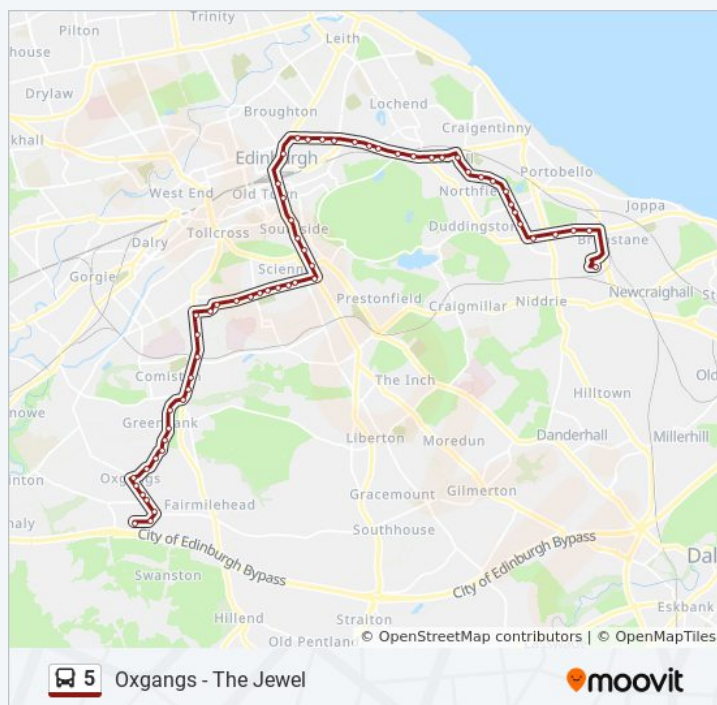 Pilton
Leith
house
Drylaw
Lochend
Broughton
khall
Craigentinny
Edinburgh
Portobello
West End
Old Town
Northfie
Joppa
Duddingston
Tollcross
Southside
Dalry
Brunstane
Gorgie
Sciennes
Prestonfield
Niddrie
Newcraighall
Craigmillar
Comiston
The Inch
Hilltown
nowe
Greenbank
Danderhall
Millerhill
Liberton
Moredun
Oxgangs
Gilmerton
inton
Fairmilehead
Gracemount
haly
Southhouse
City of Edinburgh Bypass
Dal
Swanston
City of Edinburgh Bypass
Eskbank
Hillend
Straiton
Old Pentland
© OpenStreetMap contributors | © OpenMapTiles
5 Oxgangs - The Jewel
moovit